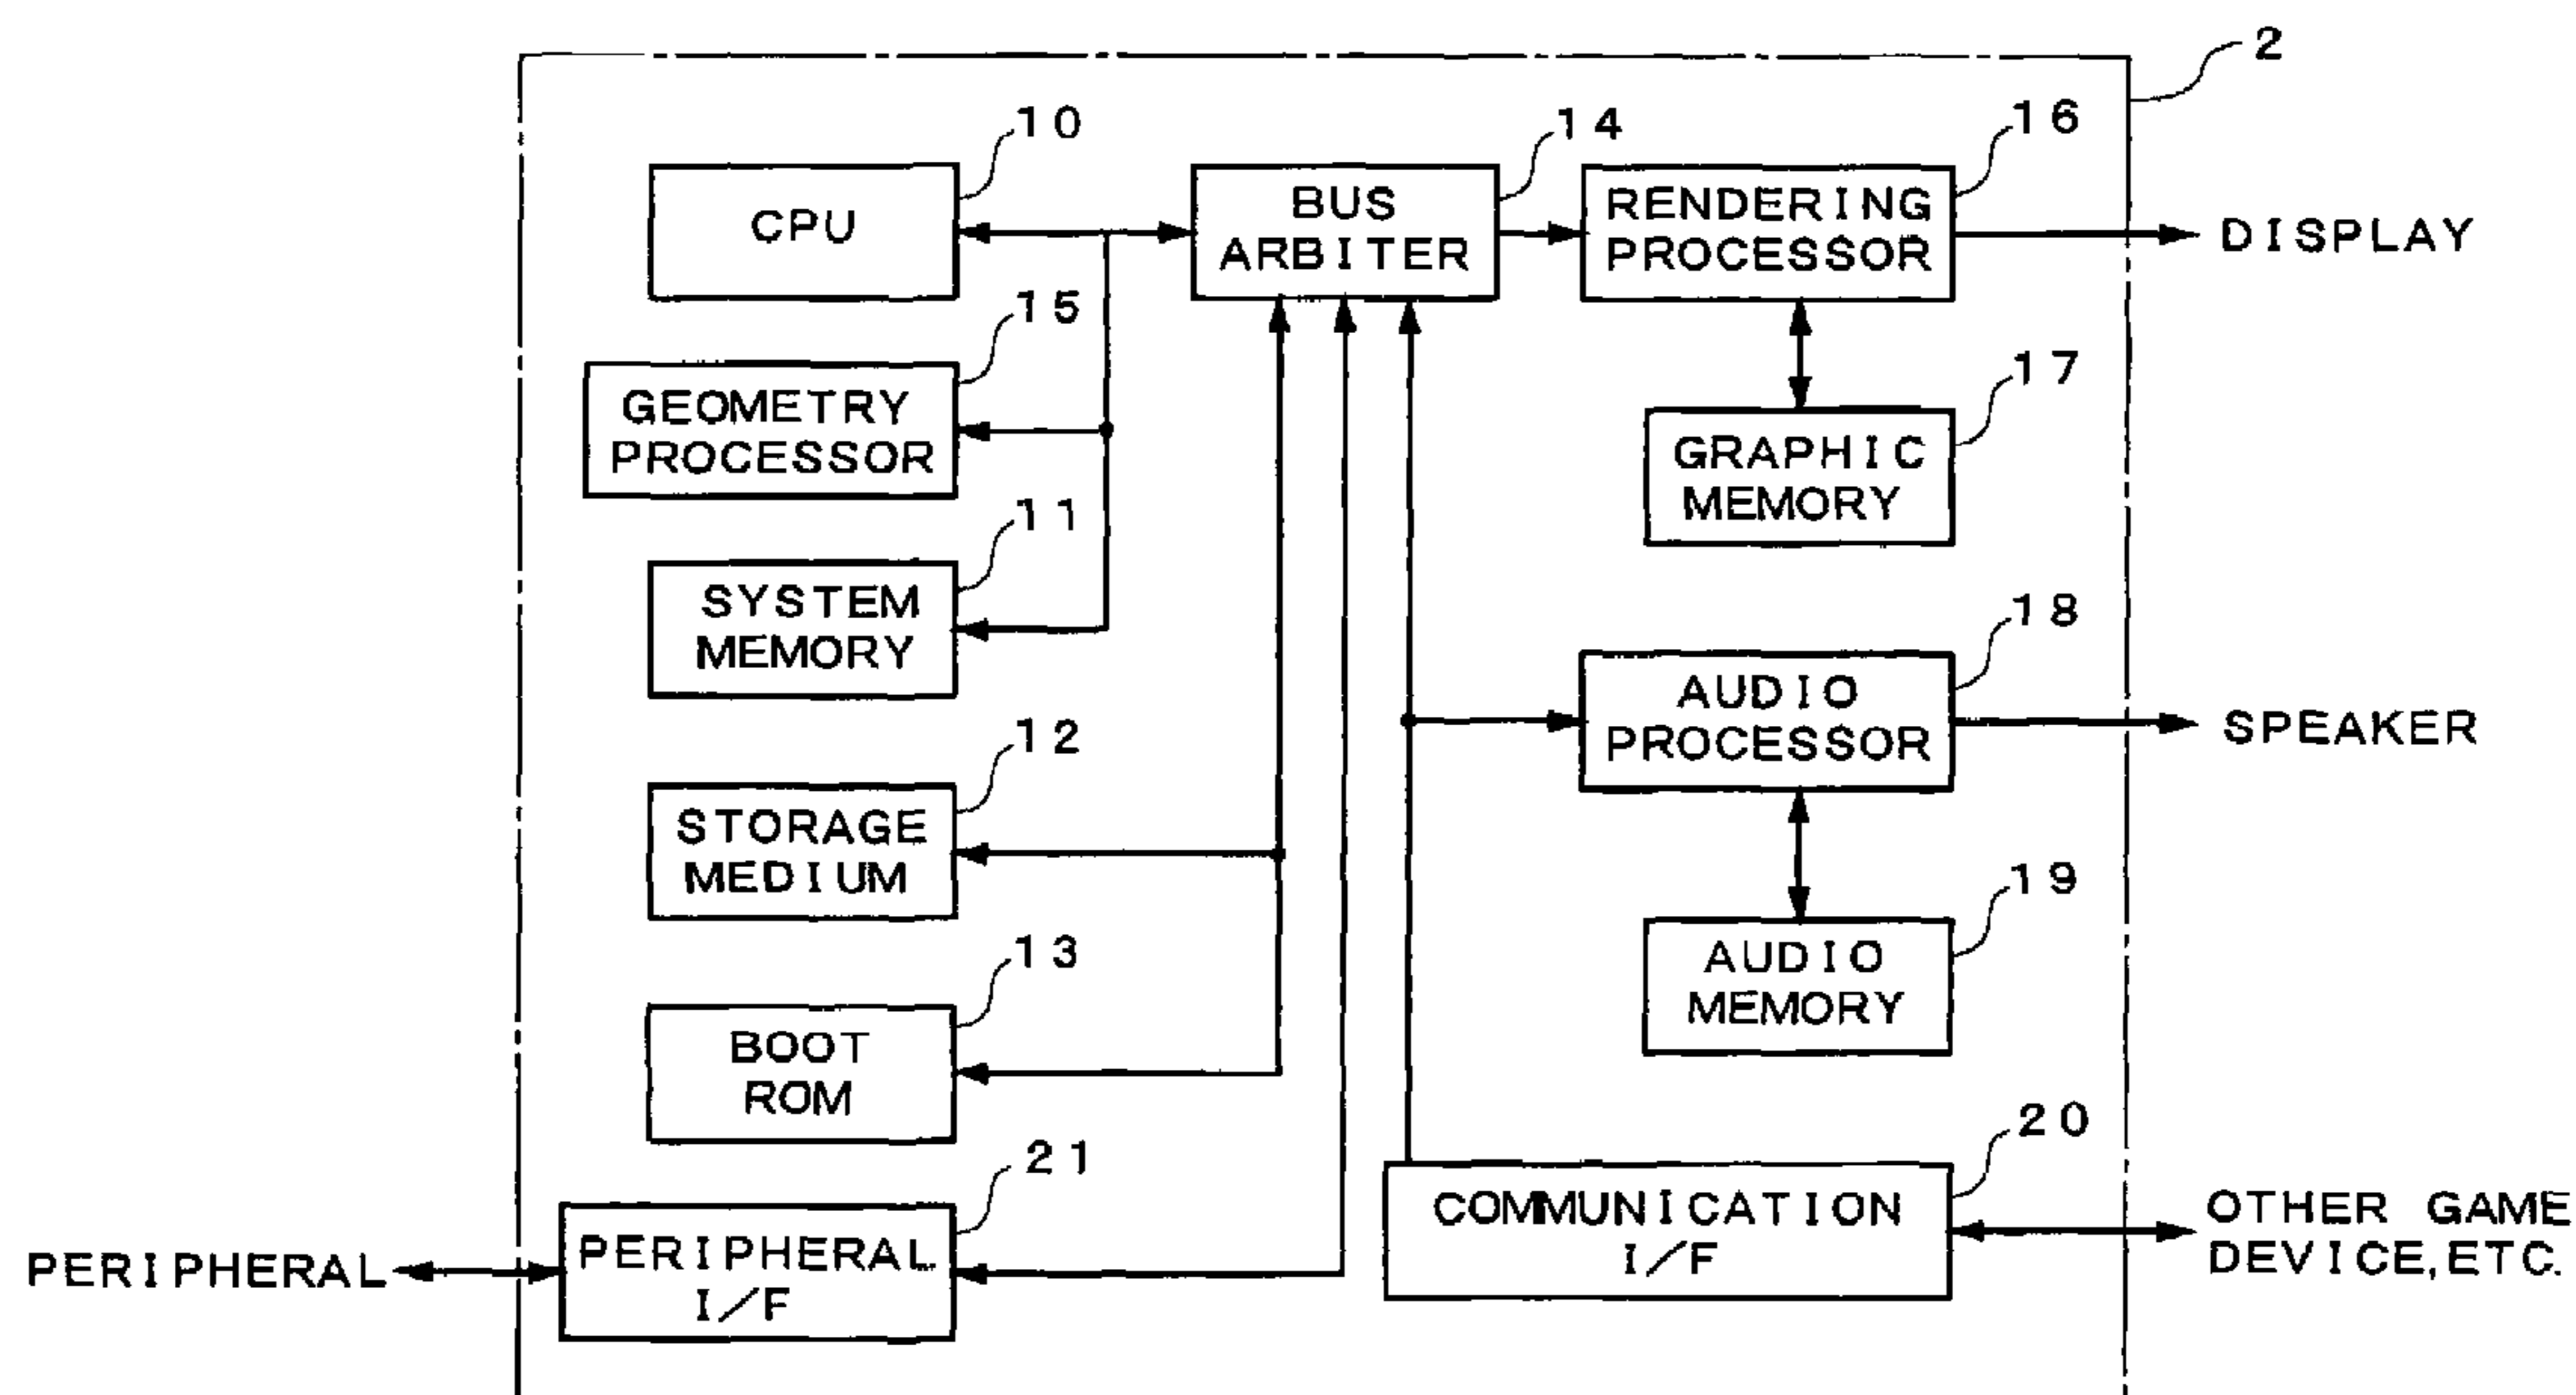 2
10
CPU
14
BUS
ARBITER
16
RENDERING
PROCESSOR
DISPLAY
15
GEOMETRY
PROCESSOR
17
GRAPHIC
MEMORY
11
SYSTEM
MEMORY
18
AUDIO
PROCESSOR
SPEAKER
12
STORAGE
MEDIUM
19
AUDIO
MEMORY
13
BOOT
ROM
20
COMMUNICATION
I/F
OTHER GAME
DEVICE,ETC.
21
PERIPHERAL
I/F
PERIPHERAL